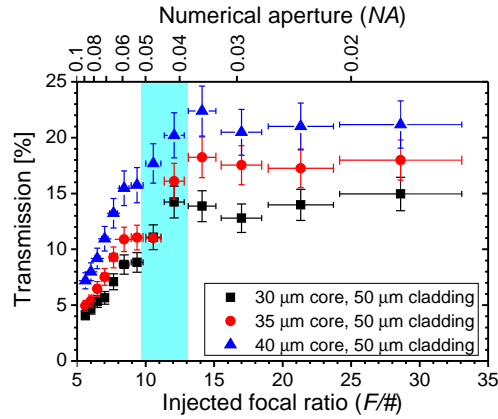 Numerical aperture (NA)
0.1 0.08 0.06 0.05 0.04 0.03 0.02
25
20
15
10
5
0
Transmission [%]
30 µm core, 50 µm cladding
35 µm core, 50 µm cladding
40 µm core, 50 µm cladding
5 10 15 20 25 30 35
Injected focal ratio (F/#)